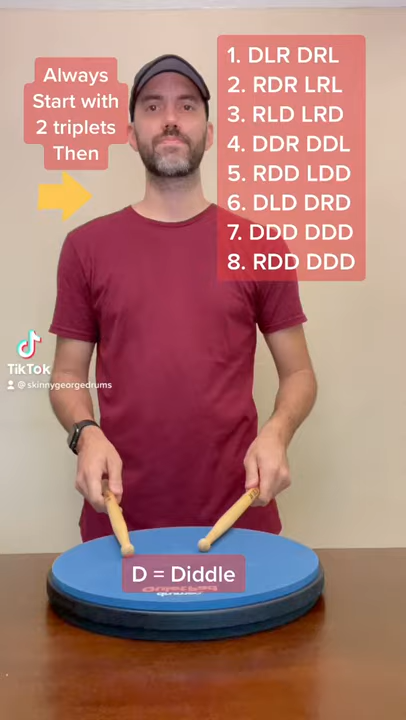 Always
Start with
2 triplets
Then
1. DLR DRL
2. RDR LRL
3. RLD LRD
4. DDR DDL
5. RDD LDD
6. DLD DRD
7. DDD DDD
8. RDD DDD
TikTok
@skinnygeorgedrums
D = Diddle